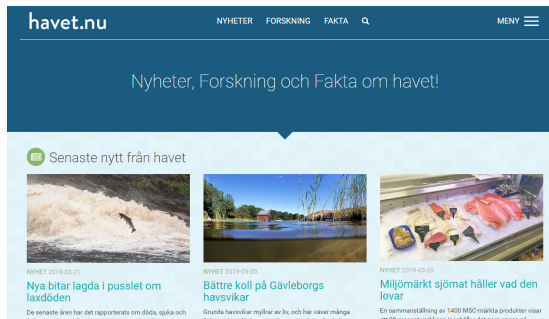 havet.nu
NYHETER FORSKNING FAKTA
MENY
Nyheter, Forskning och Fakta om havet!
Senaste nytt från havet
NYHET 2019-03-21
Nya bitar lagda i pusslet om
laxdöden
De senaste åren har det rapporterats om döda, sjuka och
NYHET 2019-03-20
Bättre koll på Gävleborgs
havsvikar
Grunda havsvikar myllrar av liv, och här växer många
NYHET 2019-03-20
Miljömärkt sjömat håller vad den
lovar
En sammanställning av 1400 MSC-märkta produkter visar